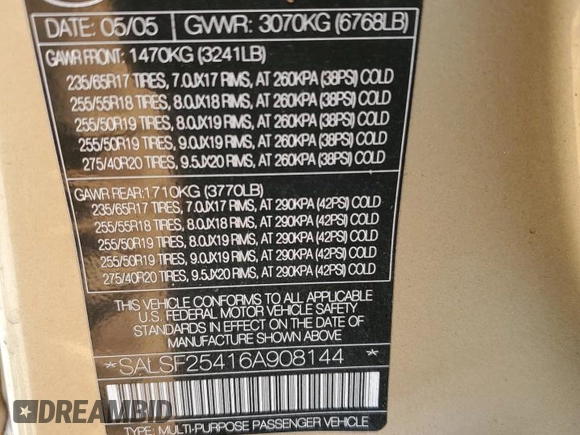 DATE: 05/05 GVWR: 3070KG (6768LB)
GAWR FRONT: 1470KG (3241LB)
235/65R17 TIRES, 7.0JX17 RIMS, AT 260KPA (38PSI) COLD
255/55R18 TIRES, 8.0JX18 RIMS, AT 260KPA (38PSI) COLD
255/50R19 TIRES, 8.0JX19 RIMS, AT 260KPA (38PSI) COLD
255/50R19 TIRES, 9.0JX19 RIMS, AT 260KPA (38PSI) COLD
275/40R20 TIRES, 9.5JX20 RIMS, AT 260KPA (38PSI) COLD
GAWR REAR: 1710KG (3770LB)
235/65R17 TIRES, 7.0JX17 RIMS, AT 290KPA (42PSI) COLD
255/55R18 TIRES, 8.0JX18 RIMS, AT 290KPA (42PSI) COLD
255/50R19 TIRES, 8.0JX19 RIMS, AT 290KPA (42PSI) COLD
255/50R19 TIRES, 9.0JX19 RIMS, AT 290KPA (42PSI) COLD
275/40R20 TIRES, 9.5JX20 RIMS, AT 290KPA (42PSI) COLD
THIS VEHICLE CONFORMS TO ALL APPLICABLE
U.S. FEDERAL MOTOR VEHICLE SAFETY
STANDARDS IN EFFECT ON THE DATE OF
MANUFACTURE SHOWN ABOVE.
*SALSF25416A908144*
TYPE: MULTI-PURPOSE PASSENGER VEHICLE
DREAMBID